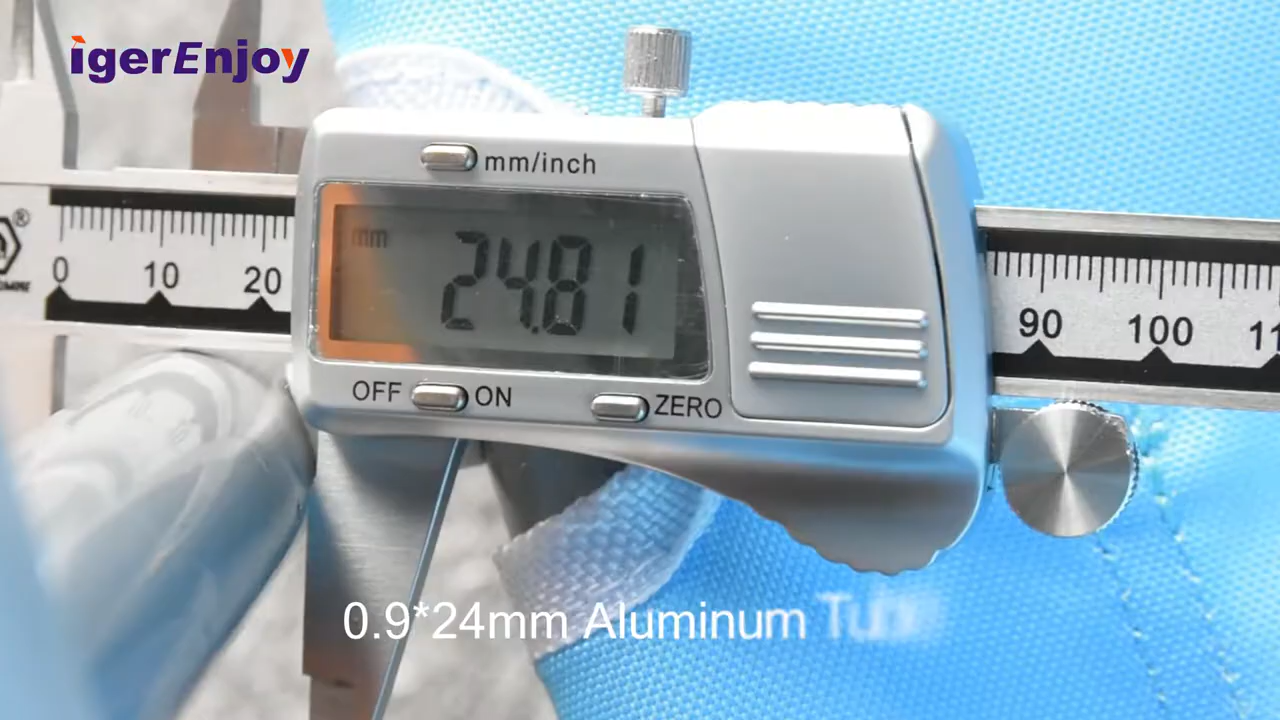 igerEnjoy
mm/inch
mm
24.81
OFF ON ZERO
0 10 20
90 100
0.9*24mm Aluminum